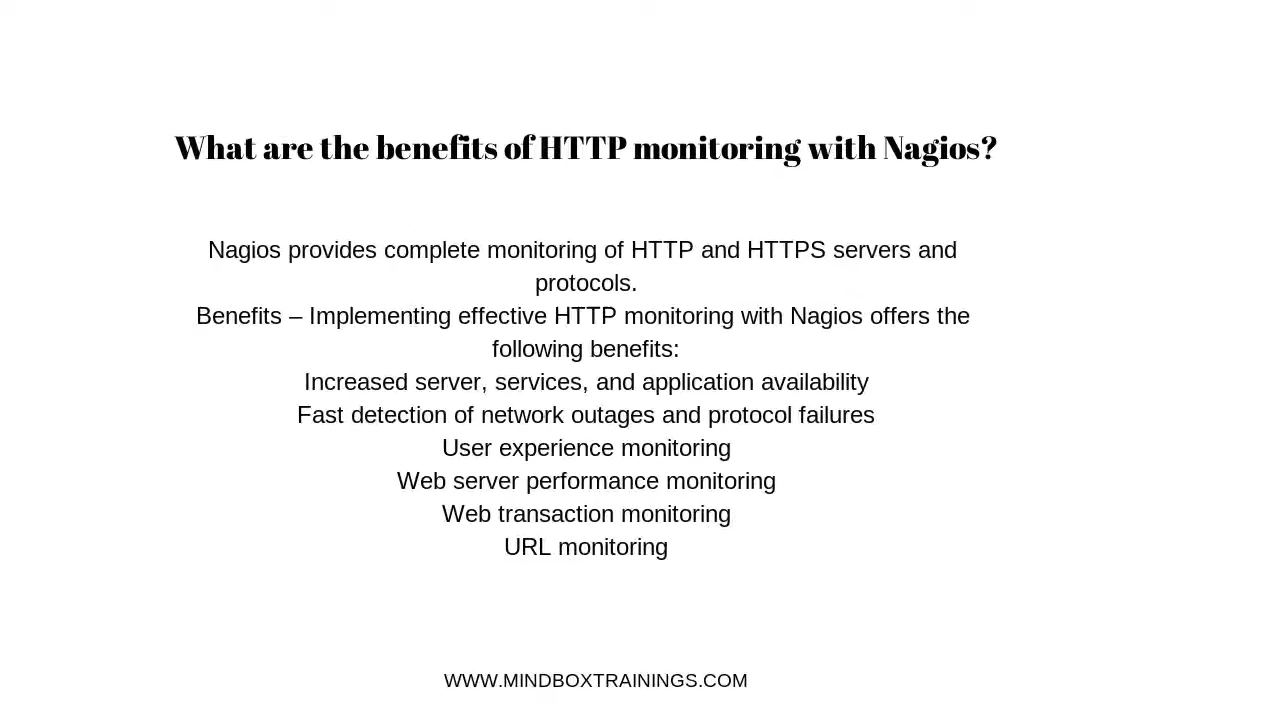 What are the benefits of HTTP monitoring with Nagios?
Nagios provides complete monitoring of HTTP and HTTPS servers and
protocols.
Benefits – Implementing effective HTTP monitoring with Nagios offers the
following benefits:
Increased server, services, and application availability
Fast detection of network outages and protocol failures
User experience monitoring
Web server performance monitoring
Web transaction monitoring
URL monitoring
WWW.MINDBOXTRAININGS.COM